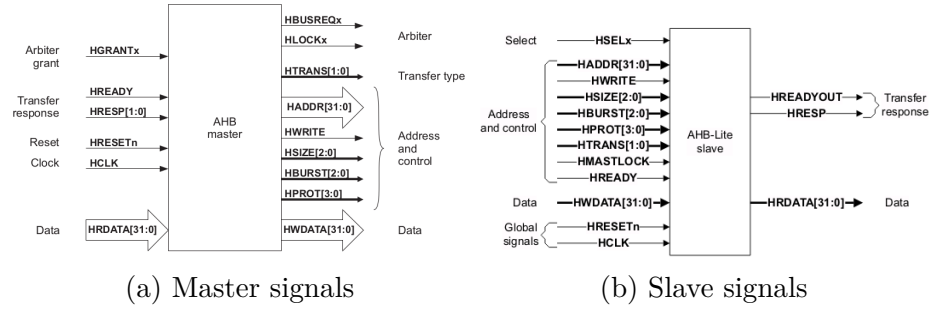 HBUSREQx
HLOCKx
Arbiter
Arbiter
grant
HGRANTx
HTRANS[1:0]
Transfer type
Transfer
response
HREADY
HRESP[1:0]
HADDR[31:0]
AHB
master
Reset
HRESETn
HWRITE
Address
and
control
Clock
HCLK
HSIZE[2:0]
HBURST[2:0]
HPROT[3:0]
Data
HRDATA[31:0]
HWDATA[31:0]
Data
(a) Master signals
Select
HSELx
HADDR[31:0]
HWRITE
HSIZE[2:0]
Address
and control
HBURST[2:0]
HPROT[3:0]
HTRANS[1:0]
HMASTLOCK
HREADY
HREADYOUT
HRESP
Transfer
response
AHB-Lite
slave
Data
HWDATA[31:0]
HRDATA[31:0]
Data
Global
signals
HRESETn
HCLK
(b) Slave signals